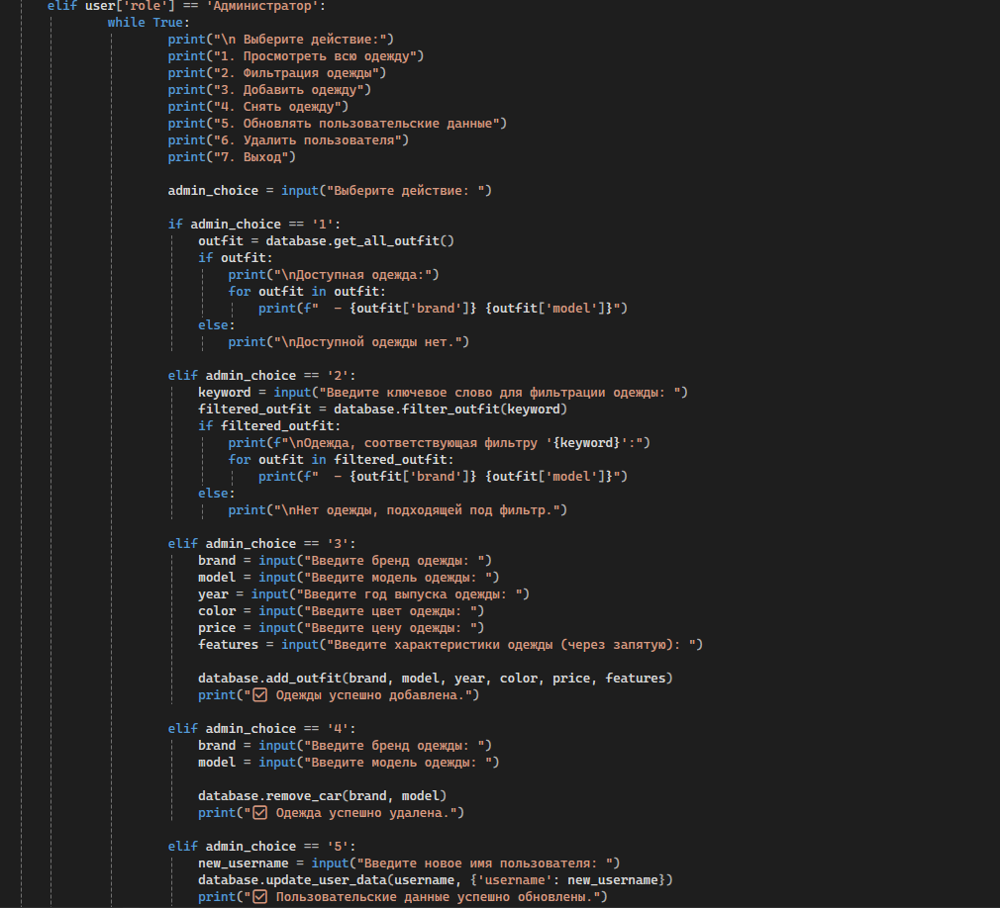 elif user['role'] == 'Администратор':
while True:
print("\n Выберите действие:")
print("1. Просмотреть всю одежду")
print("2. Фильтрация одежды")
print("3. Добавить одежду")
print("4. Снять одежду")
print("5. Обновлять пользовательские данные")
print("6. Удалить пользователя")
print("7. Выход")
admin_choice = input("Выберите действие: ")
if admin_choice == '1':
outfit = database.get_all_outfit()
if outfit:
print("\nДоступная одежда:")
for outfit in outfit:
print(f"  - {outfit['brand']} {outfit['model']}")
else:
print("\nДоступной одежды нет.")
elif admin_choice == '2':
keyword = input("Введите ключевое слово для фильтрации одежды: ")
filtered_outfit = database.filter_outfit(keyword)
if filtered_outfit:
print(f"\nОдежда, соответствующая фильтру '{keyword}':")
for outfit in filtered_outfit:
print(f"  - {outfit['brand']} {outfit['model']}")
else:
print("\nНет одежды, подходящей под фильтр.")
elif admin_choice == '3':
brand = input("Введите бренд одежды: ")
model = input("Введите модель одежды: ")
year = input("Введите год выпуска одежды: ")
color = input("Введите цвет одежды: ")
price = input("Введите цену одежды: ")
features = input("Введите характеристики одежды (через запятую): ")
database.add_outfit(brand, model, year, color, price, features)
print("☑ Одежды успешно добавлена.")
elif admin_choice == '4':
brand = input("Введите бренд одежды: ")
model = input("Введите модель одежды: ")
database.remove_car(brand, model)
print("☑ Одежда успешно удалена.")
elif admin_choice == '5':
new_username = input("Введите новое имя пользователя: ")
database.update_user_data(username, {'username': new_username})
print("☑ Пользовательские данные успешно обновлены.")